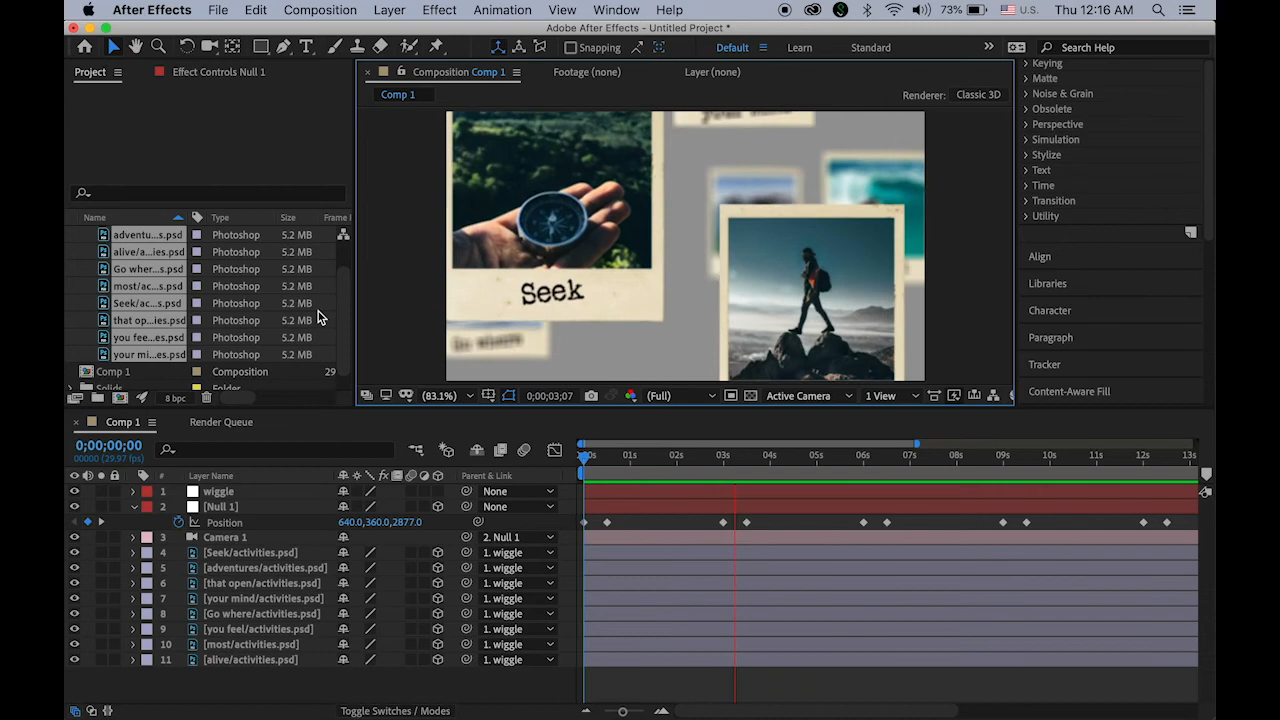 After Effects File Edit Composition Layer Effect Animation View Window Help 73% U.S. Thu 12:16 AM
Adobe After Effects - Untitled Project *
Snapping Default Learn Standard Search Help
Project Effect Controls Null 1 Composition Comp 1 Footage (none) Layer (none)
Comp 1 Renderer: Classic 3D
Keying
Matte
Noise & Grain
Obsolete
Perspective
Simulation
Stylize
Text
Time
Transition
Utility
Align
Libraries
Character
Paragraph
Tracker
Content-Aware Fill
Seek
Go where
Name Type Size Frame
adventu...s.psd Photoshop 5.2 MB
alive/a...ies.psd Photoshop 5.2 MB
Go wher...s.psd Photoshop 5.2 MB
most/ac...s.psd Photoshop 5.2 MB
Seek/ac...s.psd Photoshop 5.2 MB
that op...ies.psd Photoshop 5.2 MB
you fee...es.psd Photoshop 5.2 MB
your mi...es.psd Photoshop 5.2 MB
Comp 1 Composition 29
Solids Folder
8 bpc (83.1%) 0;00;03;07 (Full) Active Camera 1 View
Comp 1 Render Queue
0;00;00;00
00000 (29.97 fps)
:00s 01s 02s 03s 04s 05s 06s 07s 08s 09s 10s 11s 12s 13s
# Layer Name Parent & Link
1 wiggle None
2 [Null 1] None
Position 640.0,360.0,2877.0
3 Camera 1 2. Null 1
4 [Seek/activities.psd] 1. wiggle
5 [adventures/activities.psd] 1. wiggle
6 [that open/activities.psd] 1. wiggle
7 [your mind/activities.psd] 1. wiggle
8 [Go where/activities.psd] 1. wiggle
9 [you feel/activities.psd] 1. wiggle
10 [most/activities.psd] 1. wiggle
11 [alive/activities.psd] 1. wiggle
Toggle Switches / Modes